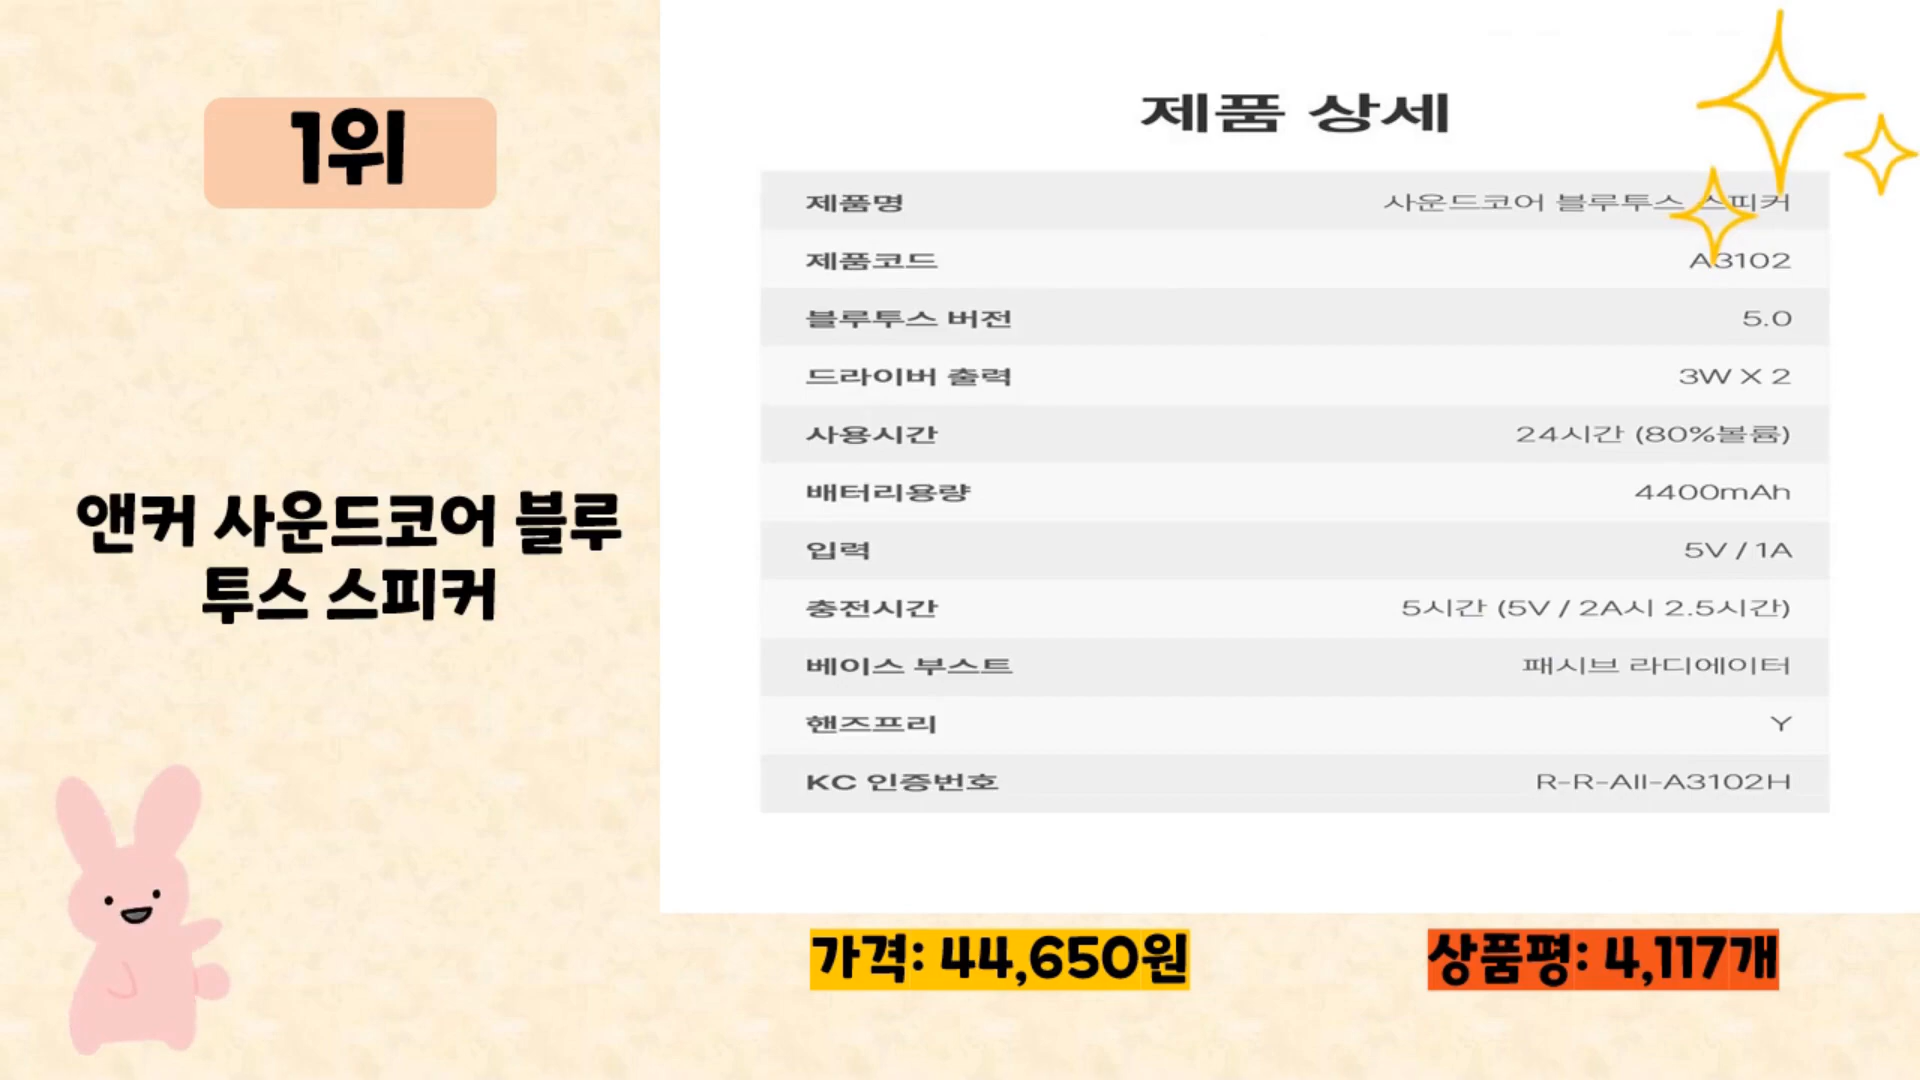 1위
앤커 사운드코어 블루
투스 스피커
제품 상세
제품명 사운드코어 블루투스 스피커
제품코드 A3102
블루투스 버전 5.0
드라이버 출력 3W X 2
사용시간 24시간 (80%볼륨)
배터리용량 4400mAh
입력 5V / 1A
충전시간 5시간 (5V / 2A시 2.5시간)
베이스 부스트 패시브 라디에이터
핸즈프리 Y
KC 인증번호 R-R-AII-A3102H
가격: 44,650원
상품평: 4,117개